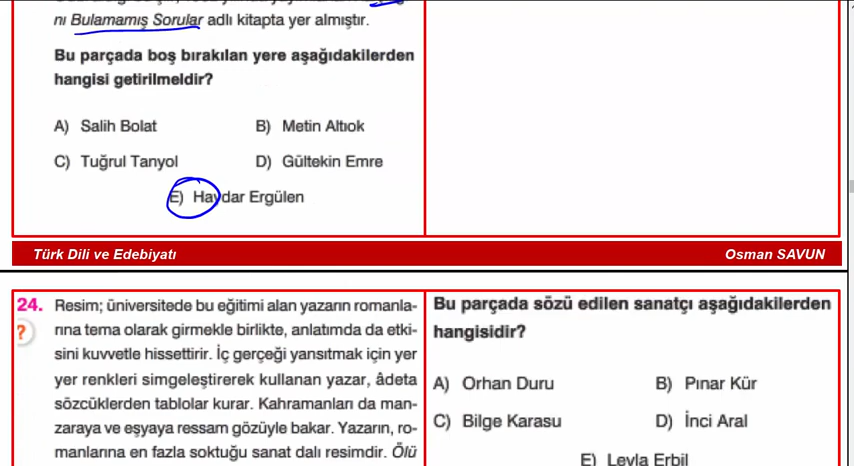 nı Bulamamış Sorular adlı kitapta yer almıştır.
Bu parçada boş bırakılan yere aşağıdakilerden
hangisi getirilmeldir?
A) Salih Bolat
B) Metin Altıok
C) Tuğrul Tanyol
D) Gültekin Emre
E) Haydar Ergülen
Türk Dili ve Edebiyatı
Osman SAVUN
24. Resim; üniversitede bu eğitimi alan yazarın romanla-
? rına tema olarak girmekle birlikte, anlatımda da etki-
sini kuvvetle hissettirir. İç gerçeği yansıtmak için yer
yer renkleri simgeleştirerek kullanan yazar, âdeta
sözcüklerden tablolar kurar. Kahramanları da man-
zaraya ve eşyaya ressam gözüyle bakar. Yazarın, ro-
manlarına en fazla soktuğu sanat dalı resimdir. Ölü
Bu parçada sözü edilen sanatçı aşağıdakilerden
hangisidir?
A) Orhan Duru
B) Pınar Kür
C) Bilge Karasu
D) İnci Aral
E) Leyla Erbil